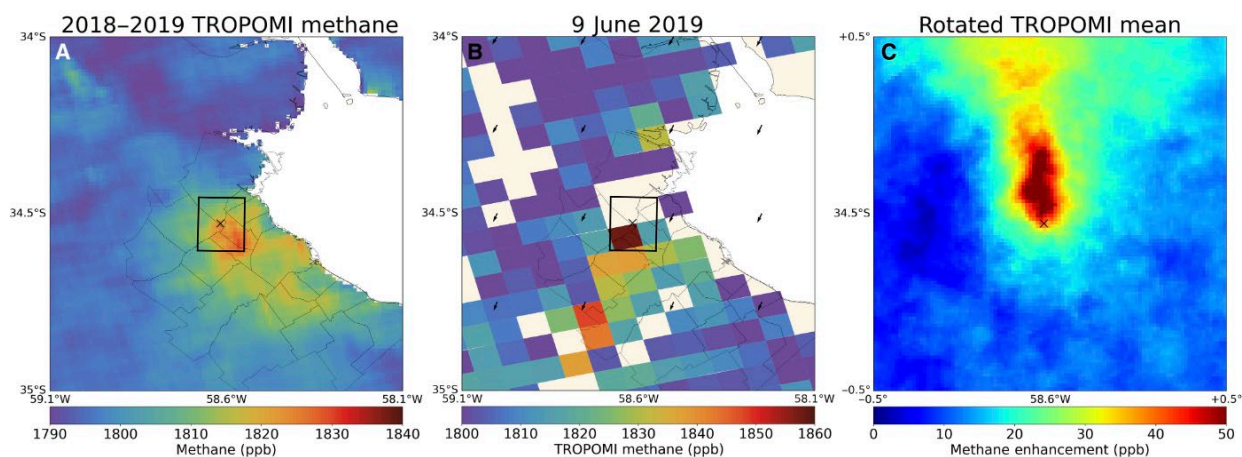 2018–2019 TROPOMI methane
9 June 2019
Rotated TROPOMI mean
A
B
C
34°S
34.5°S
35°S
59.1°W
58.6°W
58.1°W
1790
1800
1810
1820
1830
1840
Methane (ppb)
34°S
34.5°S
35°S
59.1°W
58.6°W
58.1°W
1800
1810
1820
1830
1840
1850
1860
TROPOMI methane (ppb)
+0.5°
34.5°S
−0.5°
−0.5°
58.6°W
+0.5°
0
10
20
30
40
50
Methane enhancement (ppb)